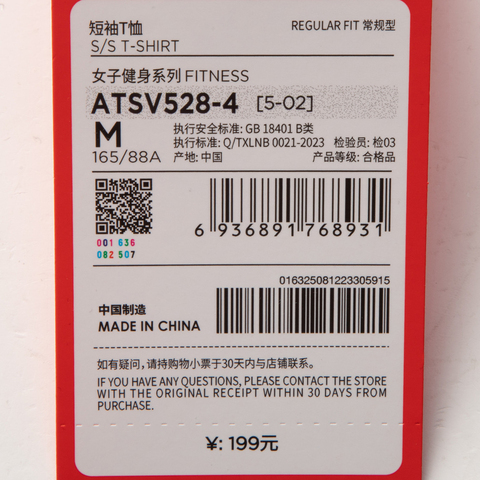 短袖T恤 REGULAR FIT 常规型
S/S T-SHIRT
女子健身系列 FITNESS
ATSV528-4 [5-02]
M 执行安全标准: GB 18401 B类
执行标准: Q/TXLNB 0021-2023 检验员: 检03
165/88A 产地: 中国 产品等级: 合格品
001 636
082 507
6 936891 768931
016325081223305915
中国制造
MADE IN CHINA
如有疑问,请持购物小票于30天内与店铺联系。
IF YOU HAVE ANY QUESTIONS, PLEASE CONTACT THE STORE
WITH THE ORIGINAL RECEIPT WITHIN 30 DAYS FROM
PURCHASE.
¥: 199元